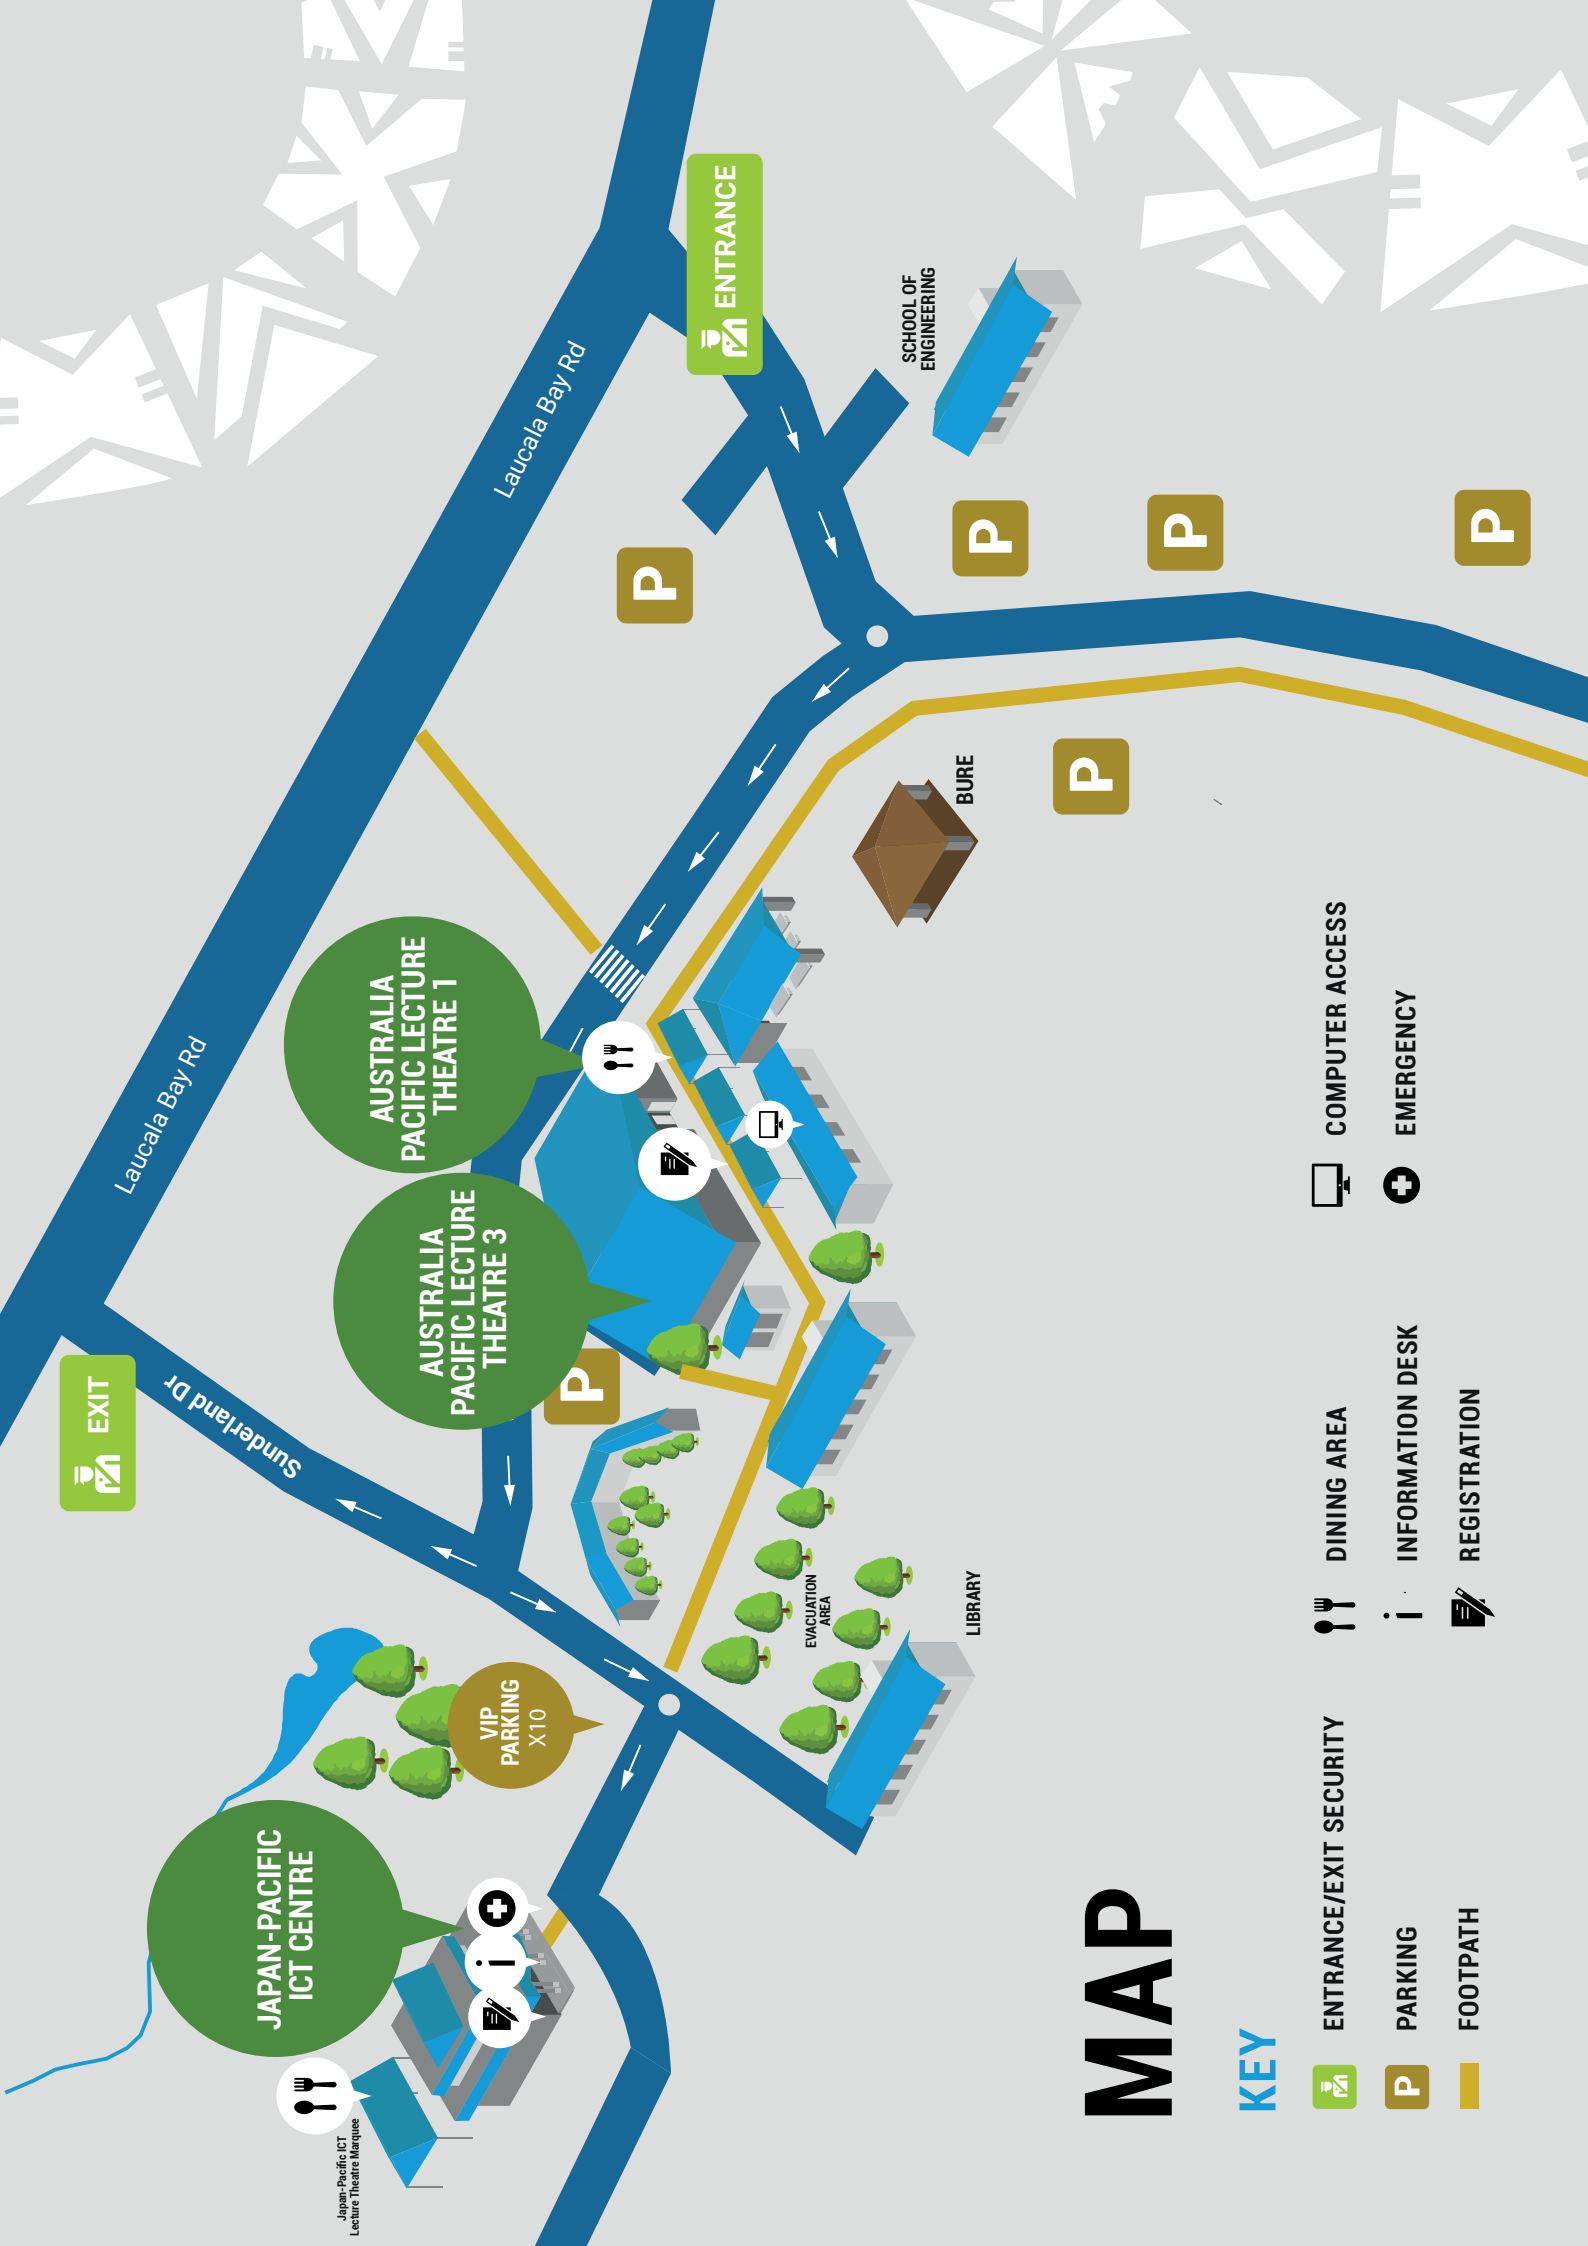 Laucala Bay Rd
Laucala Bay Rd
EXIT
Sunderland Dr
ENTRANCE
SCHOOL OF
ENGINEERING
P
P
P
P
P
P
AUSTRALIA
PACIFIC LECTURE
THEATRE 1
AUSTRALIA
PACIFIC LECTURE
THEATRE 3
BURE
VIP
PARKING
X10
EVACUATION
AREA
LIBRARY
JAPAN-PACIFIC
ICT CENTRE
i
Japan-Pacific ICT
Lecture Theatre Marquee
MAP
KEY
ENTRANCE/EXIT SECURITY
P PARKING
FOOTPATH
DINING AREA
i INFORMATION DESK
REGISTRATION
COMPUTER ACCESS
EMERGENCY